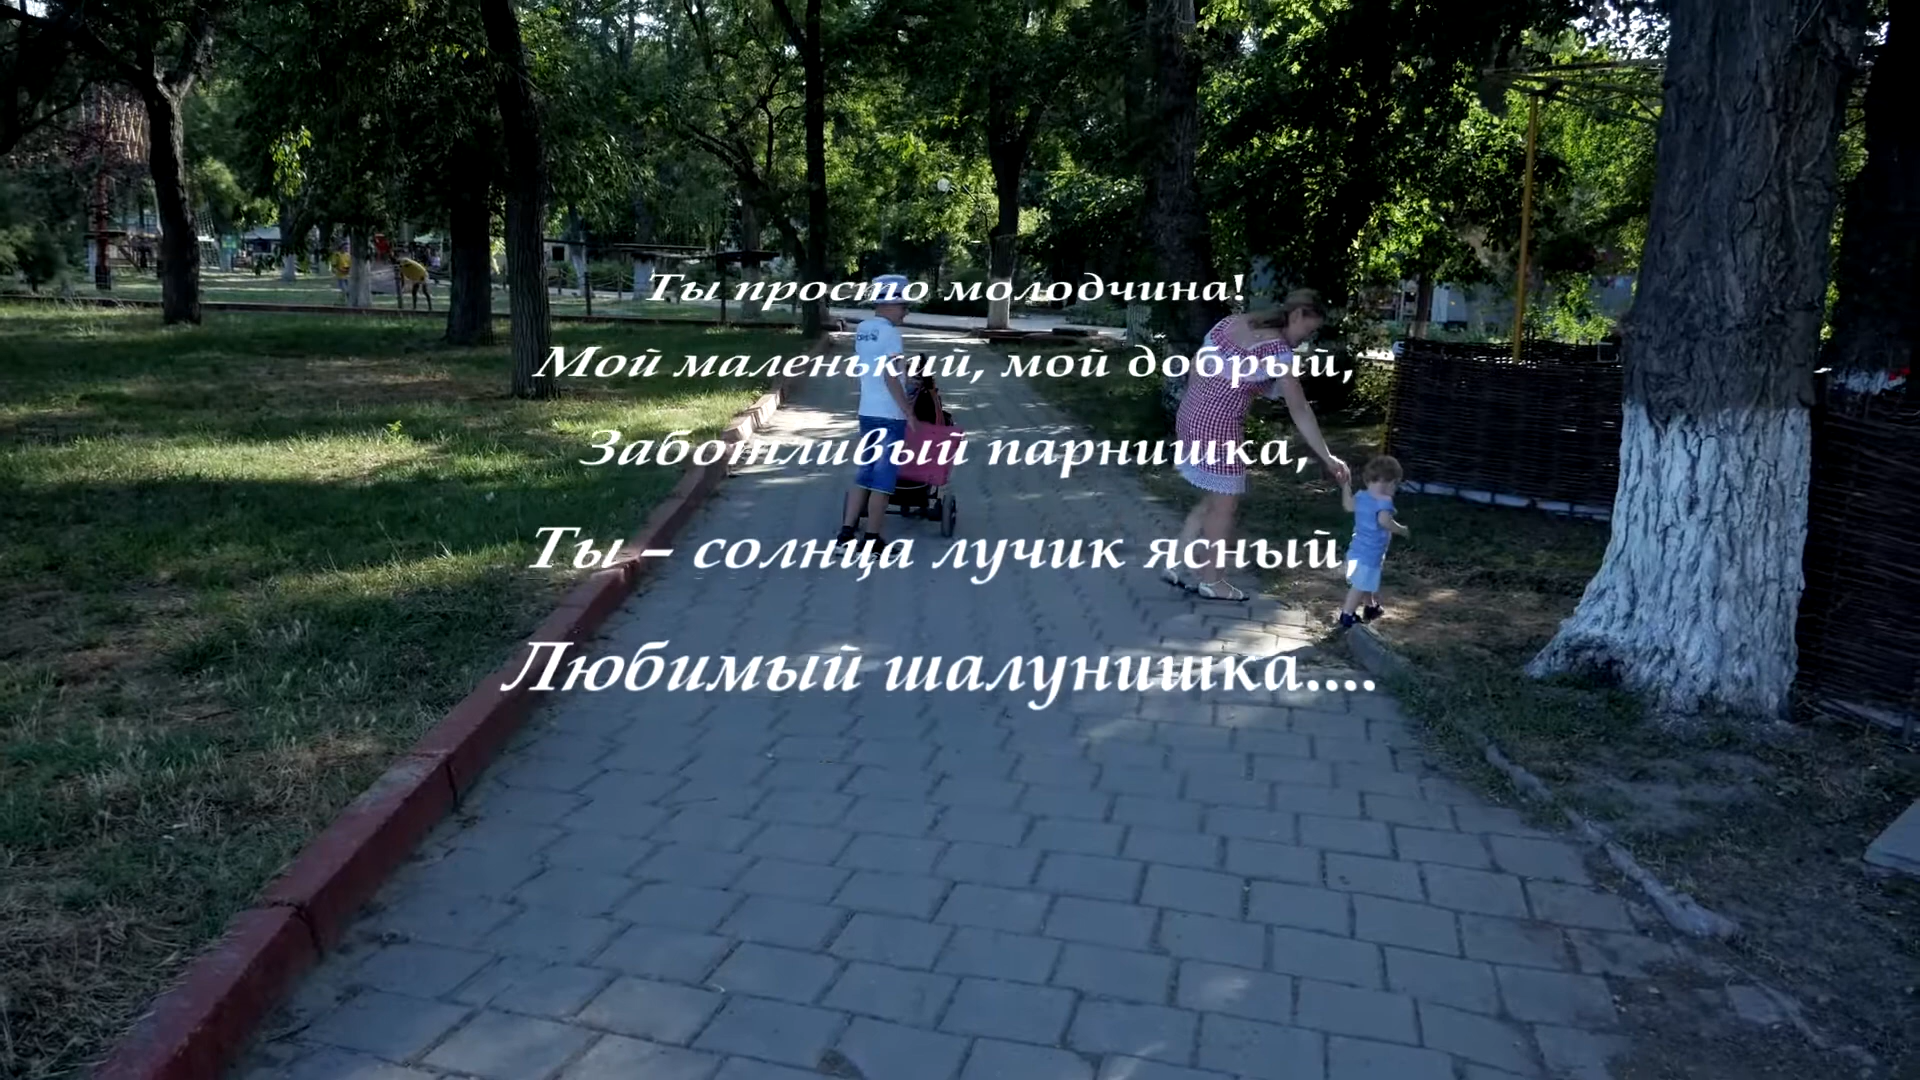 Ты просто молодчина!
Мой маленький, мой добрый,
Заботливый парнишка,
Ты – солнца лучик ясный,
Любимый шалунишка....